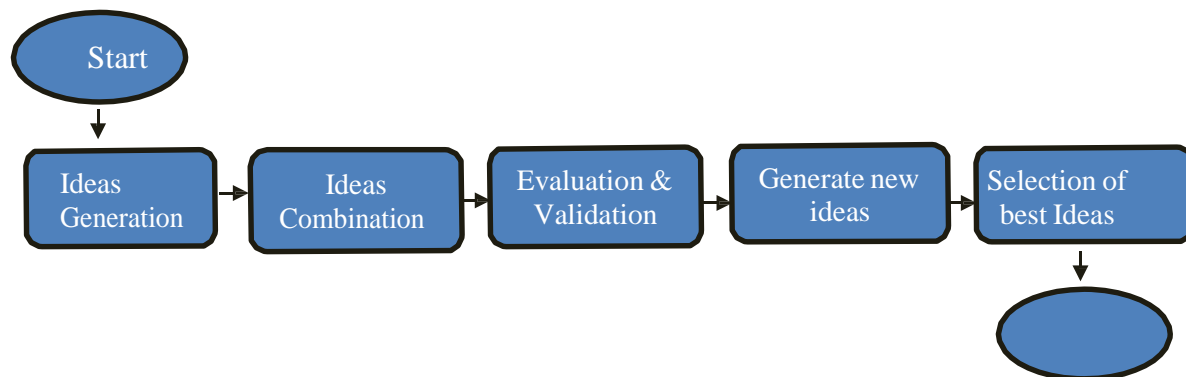 Start
Ideas
Generation
Ideas
Combination
Evaluation &
Validation
Generate new
ideas
Selection of
best Ideas